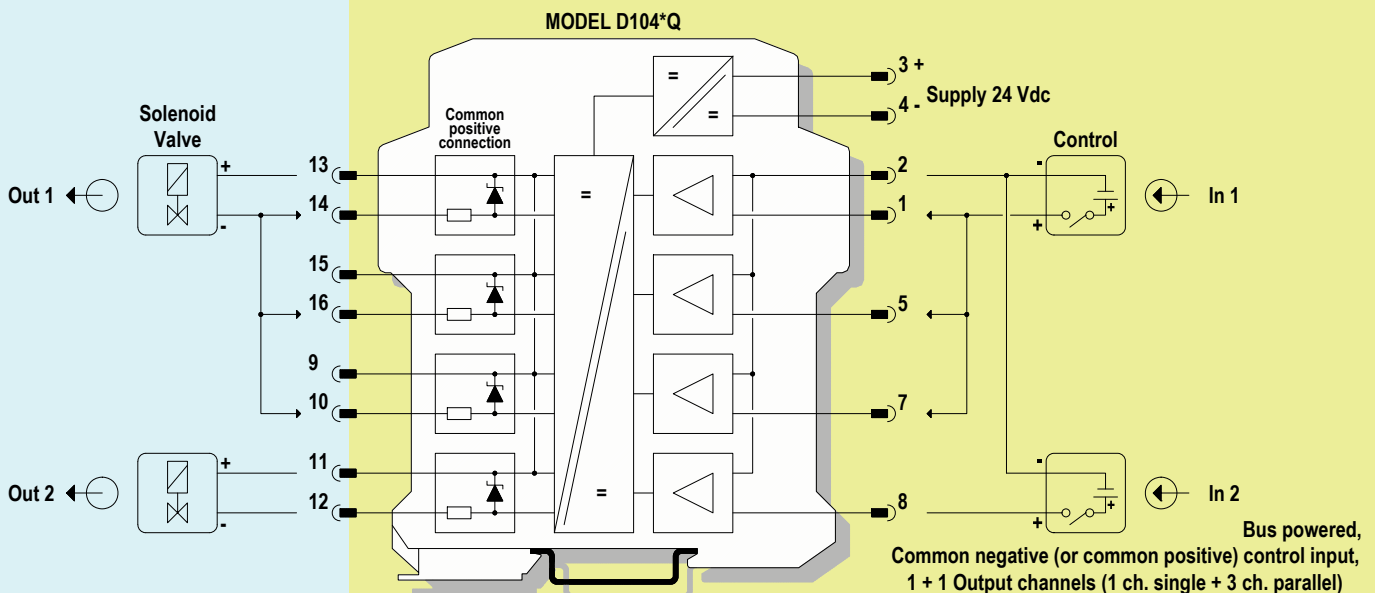 MODEL D104*Q
3 +
Supply 24 Vdc
4 -
=
=
Solenoid
Valve
Common
positive
connection
Control
+
13
=
2
-
Out 1
14
1
+
In 1
-
+
15
16
5
9
10
7
+
11
-
Out 2
12
=
8
+
In 2
-
+
Bus powered,
Common negative (or common positive) control input,
1 + 1 Output channels (1 ch. single + 3 ch. parallel)